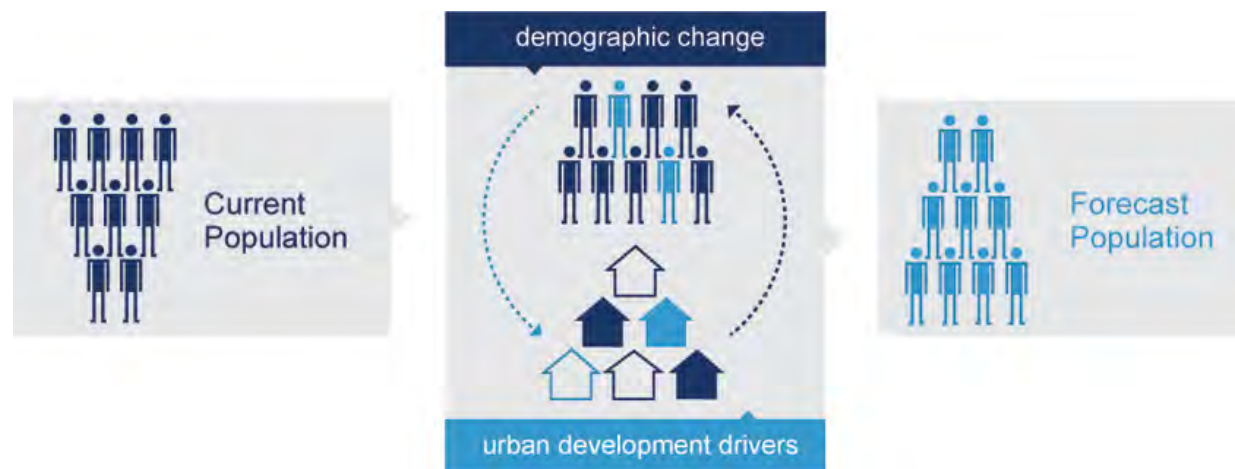 demographic change
Current
Population
Forecast
Population
urban development drivers